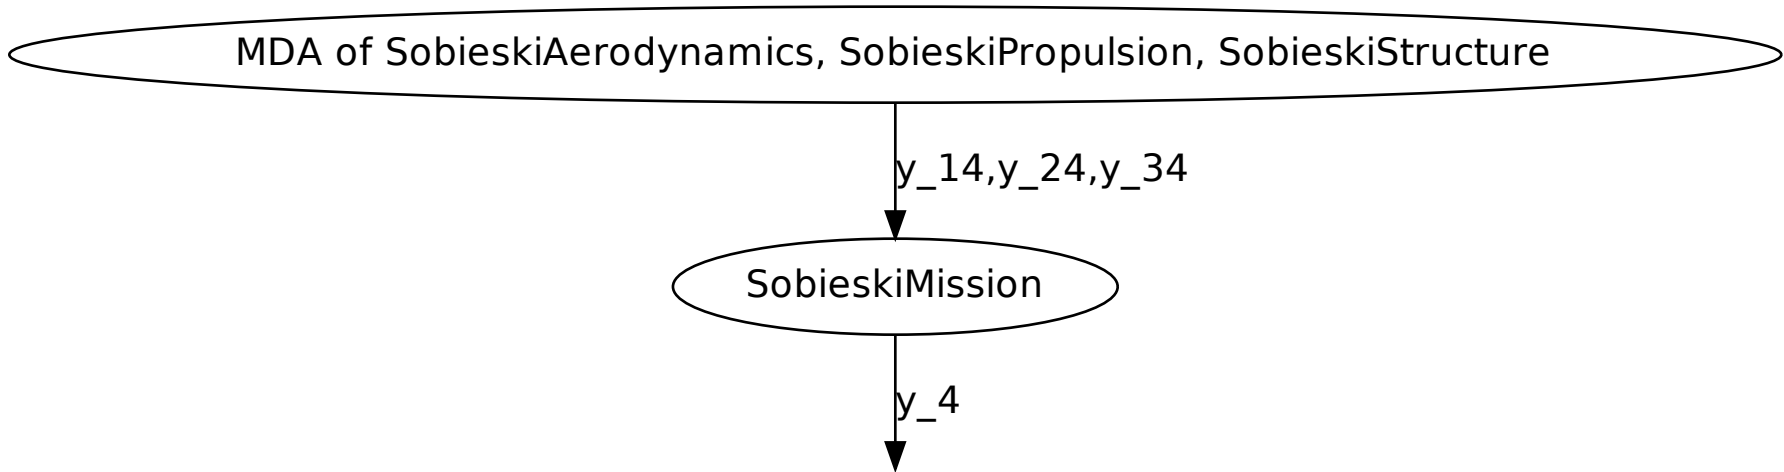 MDA of SobieskiAerodynamics, SobieskiPropulsion, SobieskiStructure
y_14,y_24,y_34
SobieskiMission
y_4